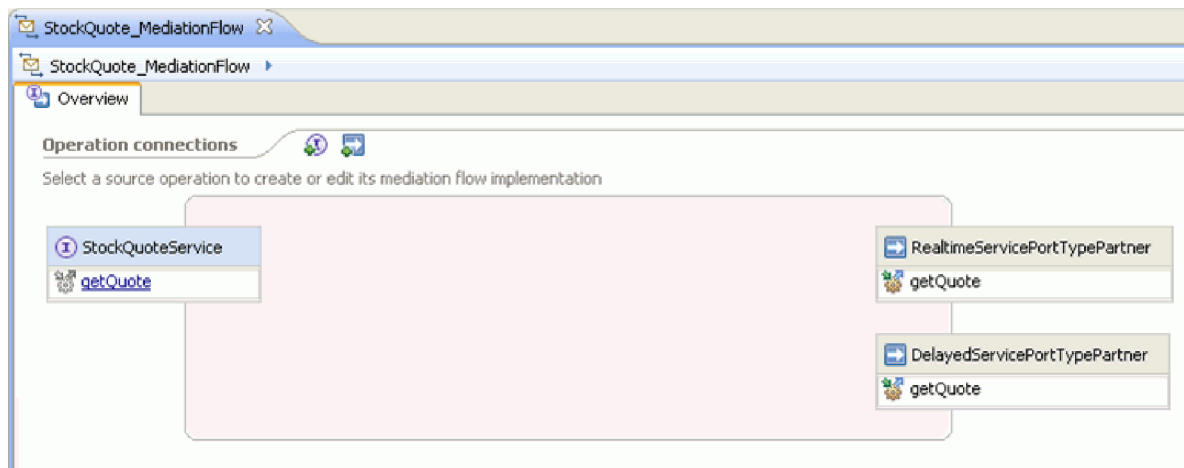 StockQuote_MediationFlow
StockQuote_MediationFlow
Overview
Operation connections
Select a source operation to create or edit its mediation flow implementation
StockQuoteService
getQuote
RealtimeServicePortTypePartner
getQuote
DelayedServicePortTypePartner
getQuote